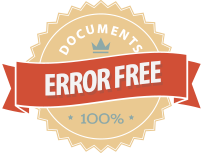 DOCUMENTS
ERROR FREE
* 100% *